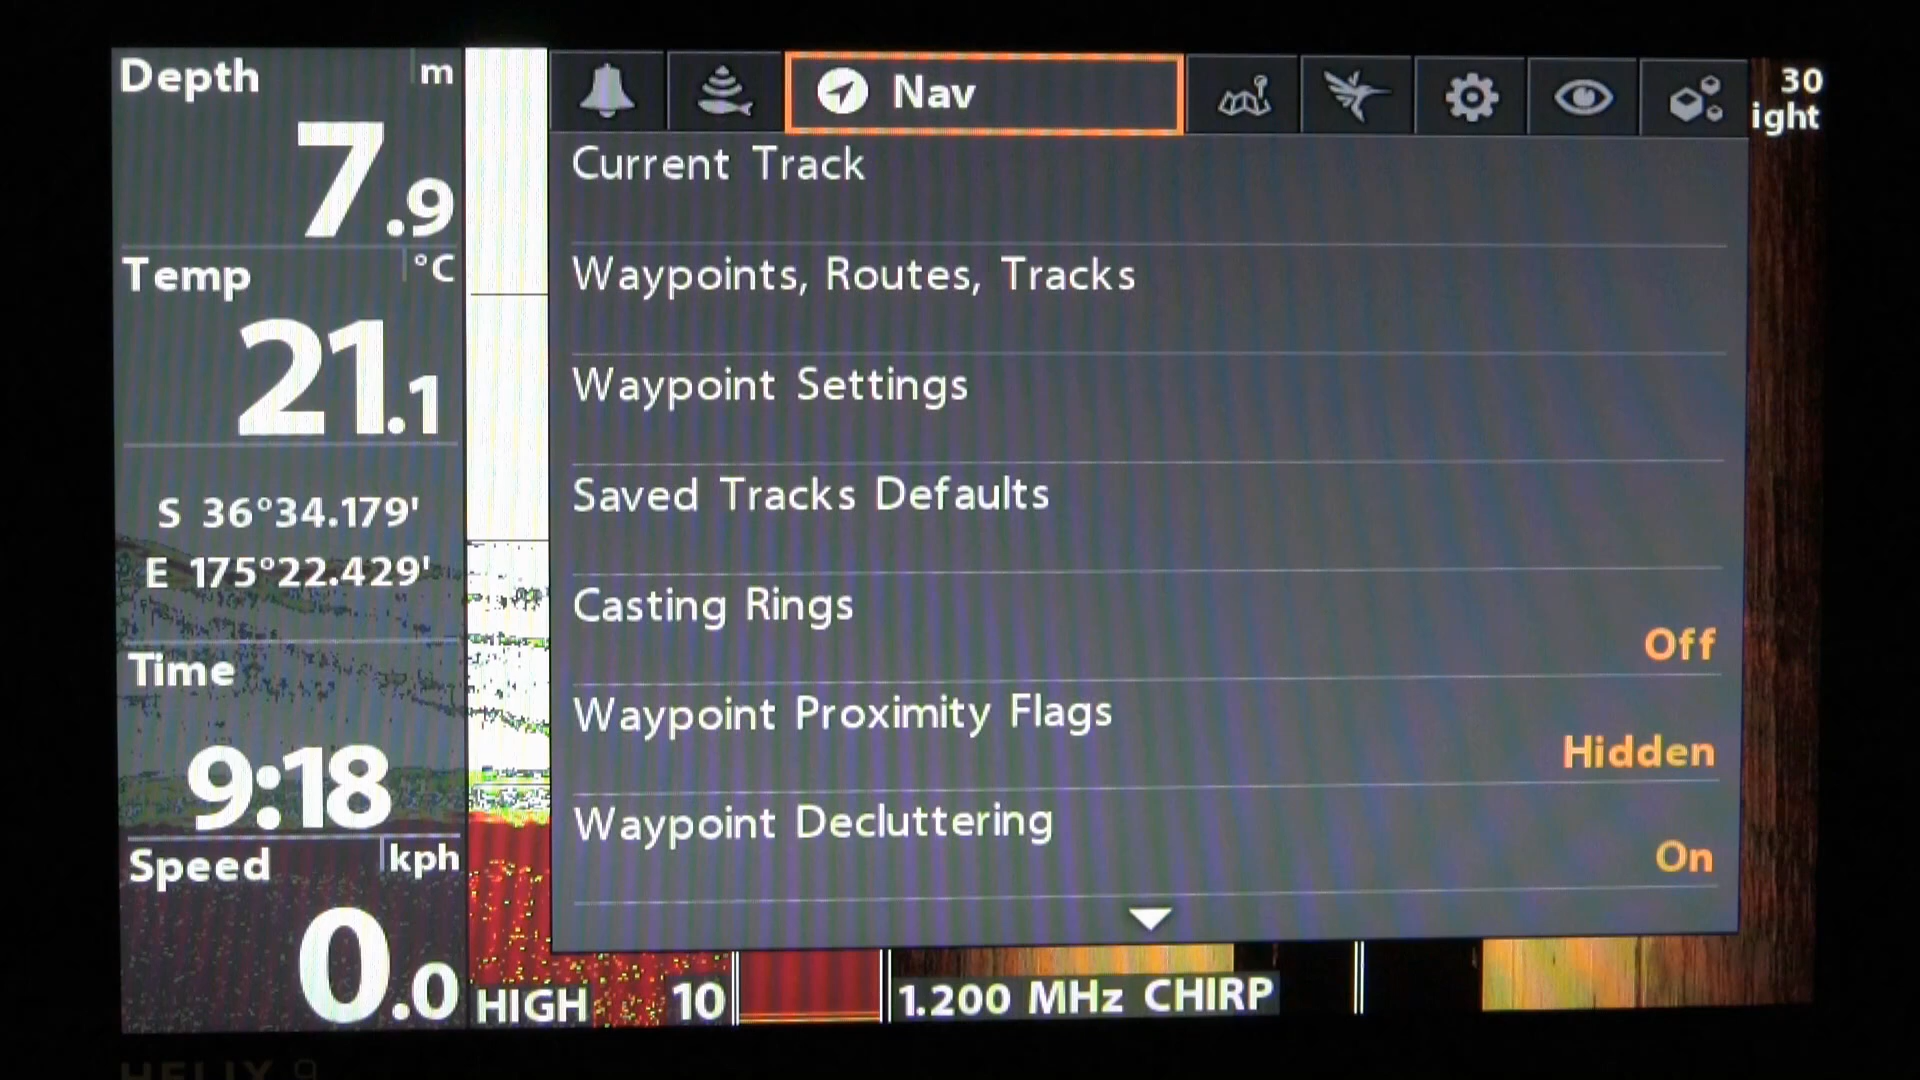 Depth m
7.9
Temp °C
21.1
S 36°34.179'
E 175°22.429'
Time
9:18
Speed kph
0.0
Nav
Current Track
Waypoints, Routes, Tracks
Waypoint Settings
Saved Tracks Defaults
Casting Rings
Off
Waypoint Proximity Flags
Hidden
Waypoint Decluttering
On
30
ight
HIGH 10
1.200 MHz CHIRP
HELIX 9